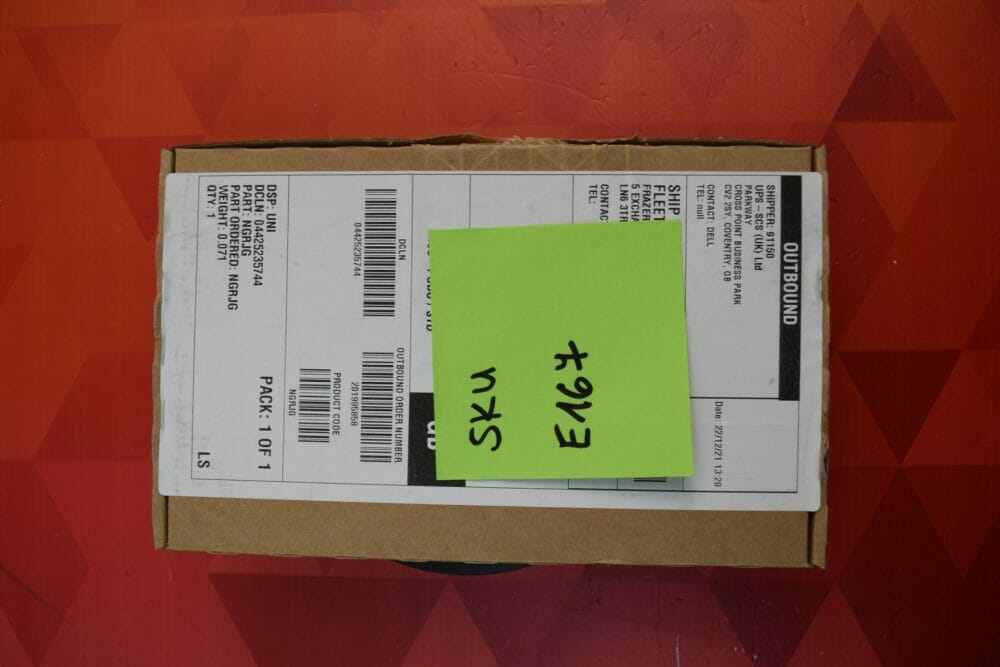 OUTBOUND
SHIPPER: 91150
UPS - SCS (UK) Ltd
PARKWAY
CROSS POINT BUSINESS PARK
CV2 2SY, COVENTRY, GB
CONTACT: DELL
TEL: null
Date: 22/12/21 13:20
SHIP
FLEET
FRAZER
5 EXCHA
LN6 3TR
CONTAC
TEL:
SKU
DCLN
04425235744
OUTBOUND ORDER NUMBER
201995858
PRODUCT CODE
NGRJG
DSP: UNI
DCLN: 04425235744
PART: NGRJG
PART ORDERED: NGRJG
WEIGHT: 0.071
QTY: 1
PACK: 1 OF 1
LS